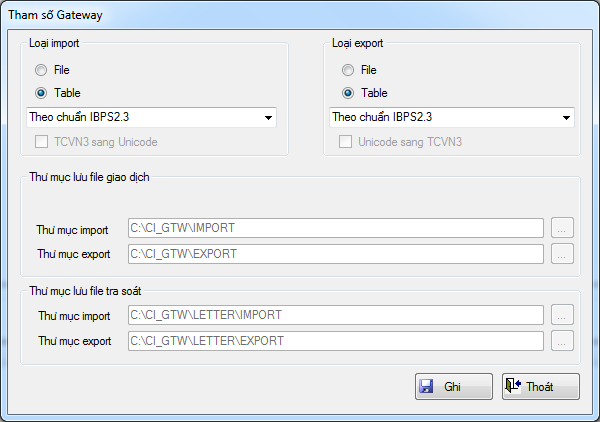 Tham số Gateway
Loại import
File
Table
Theo chuẩn IBPS2.3
TCVN3 sang Unicode
Loại export
File
Table
Theo chuẩn IBPS2.3
Unicode sang TCVN3
Thư mục lưu file giao dịch
Thư mục import C:\CI_GTW\IMPORT ...
Thư mục export C:\CI_GTW\EXPORT ...
Thư mục lưu file tra soát
Thư mục import C:\CI_GTW\LETTER\IMPORT ...
Thư mục export C:\CI_GTW\LETTER\EXPORT ...
Ghi Thoát